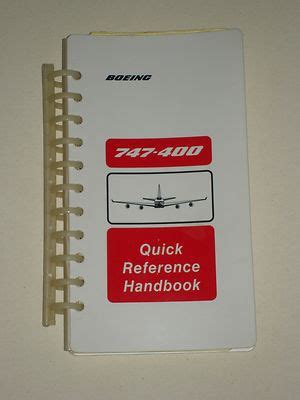 BOEING
747-400
Quick
Reference
Handbook